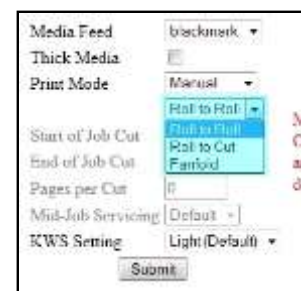 Media Feed blackmark
Thick Media
Print Mode Manual
Roll to Roll
Roll to Roll
Start of Job Cut Roll to Cut
End of Job Cut Fanfold
Pages per Cut 0
Mid-Job Servicing Default
KWS Setting Light (Default)
Submit